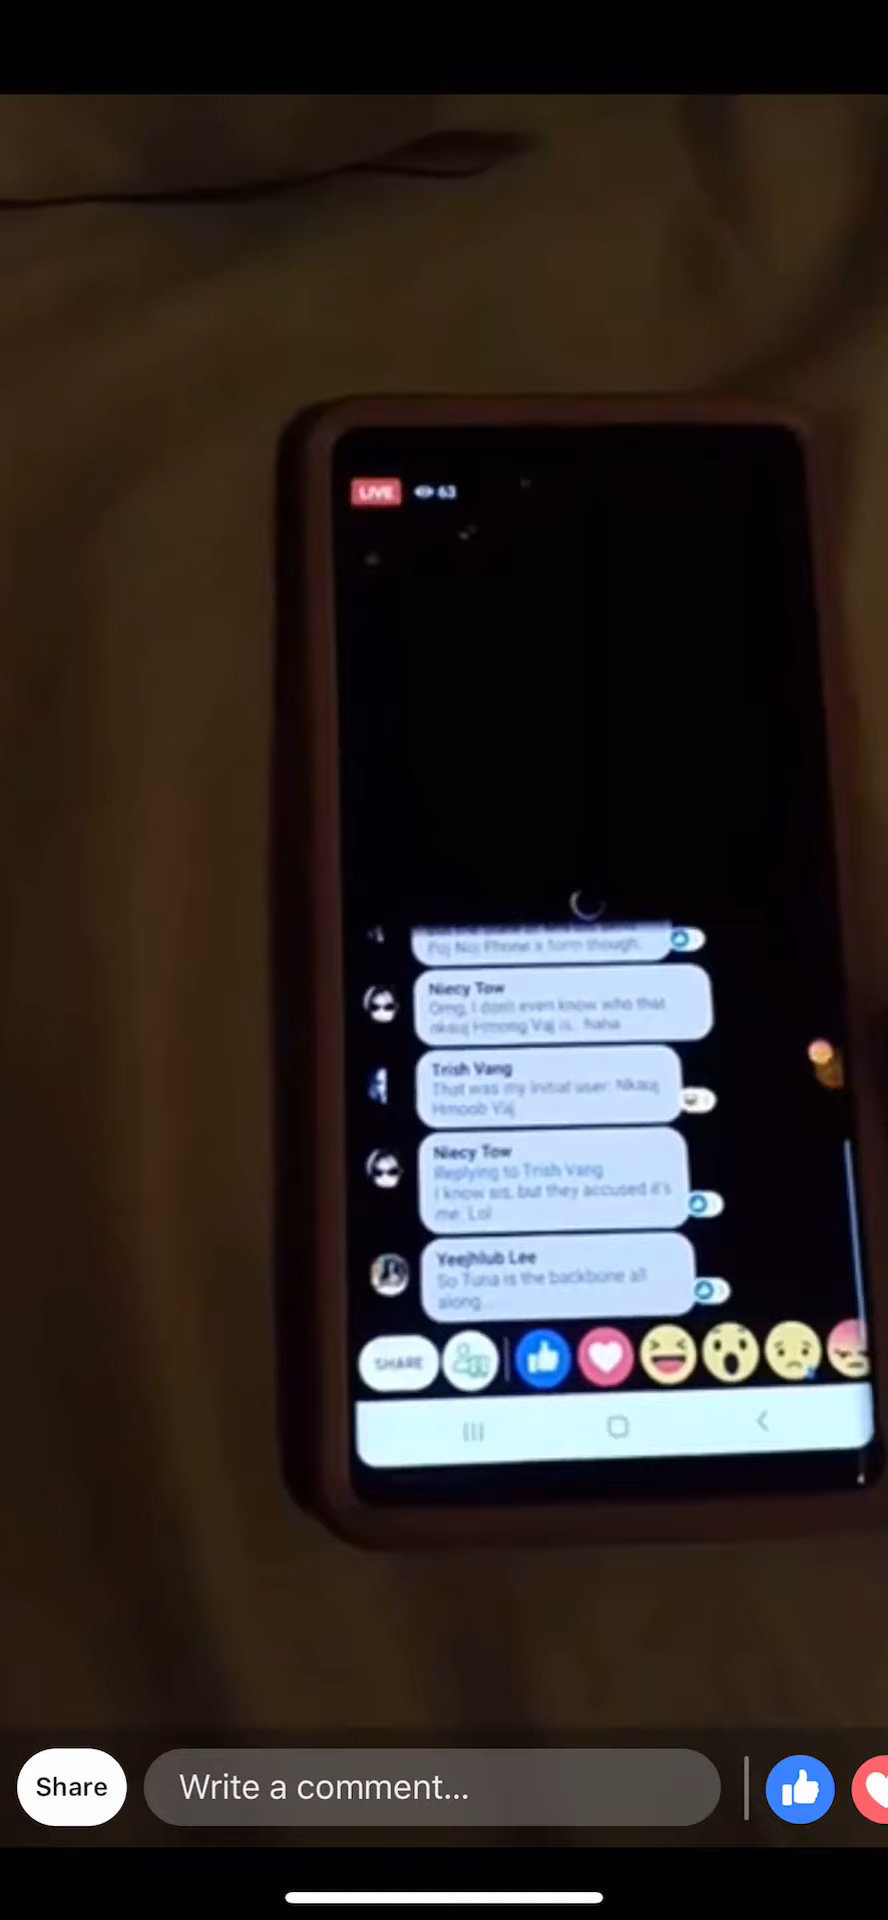 LIVE 63
Poj Noj Phone a form though.
Niecy Tow
Omg, I don't even know who that
nkauj Hmong Vaj is.. haha
Trish Vang
That was my initial user: Nkauj
Hmoob Vaj
Niecy Tow
Replying to Trish Vang
I know sis, but they accused it's
me. Lol
Yeejhlub Lee
So Tuna is the backbone all
along...
SHARE
Share
Write a comment...